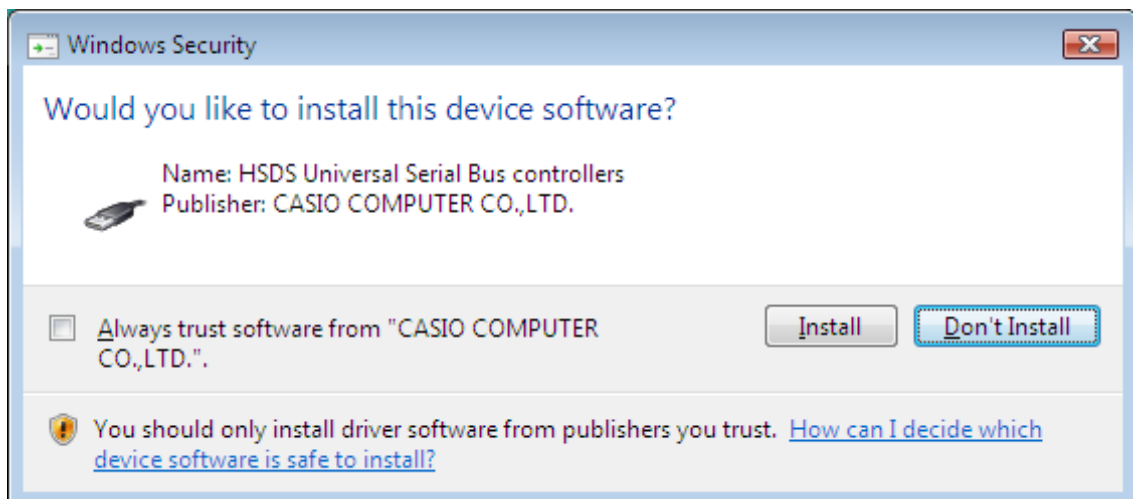 Windows Security
Would you like to install this device software?
Name: HSDS Universal Serial Bus controllers
Publisher: CASIO COMPUTER CO.,LTD.
Always trust software from "CASIO COMPUTER
CO.,LTD.".
Install
Don't Install
You should only install driver software from publishers you trust. How can I decide which
device software is safe to install?